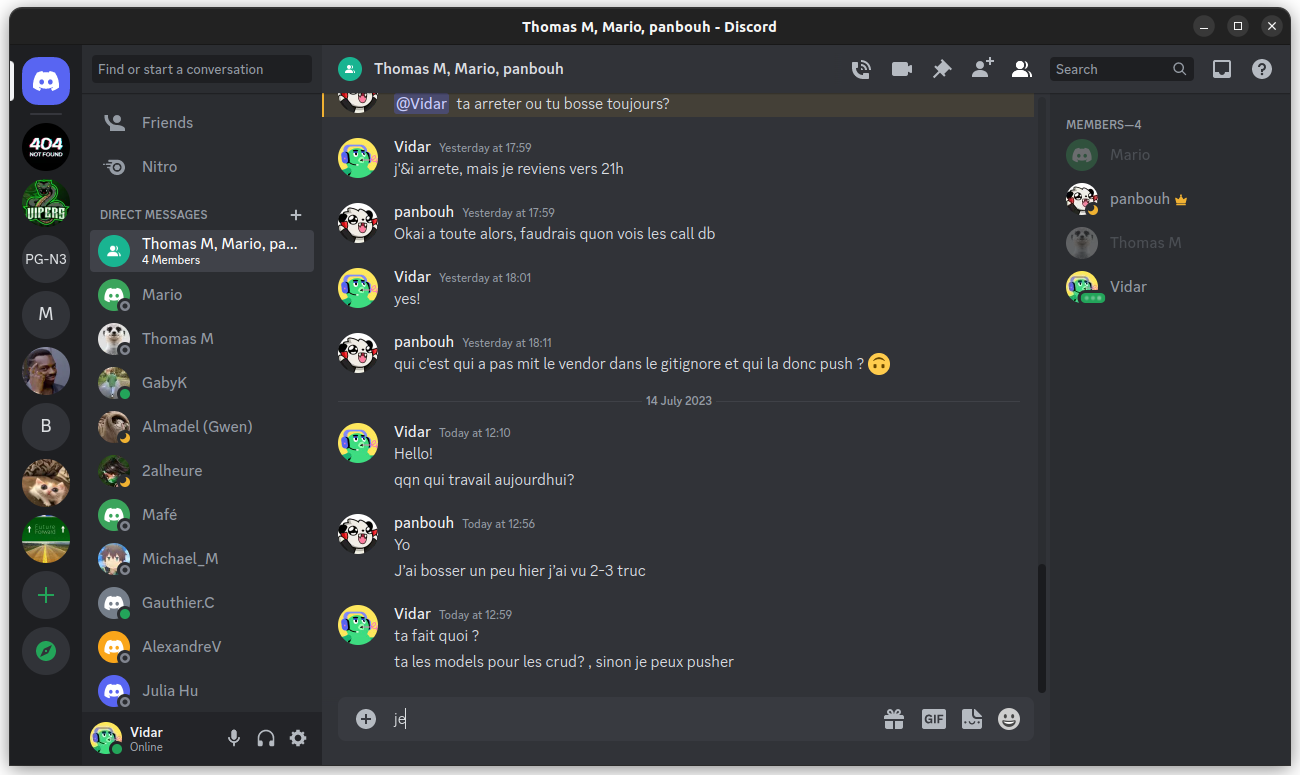 Thomas M, Mario, panbouh - Discord
404
NOT FOUND
VIPERS
PG-N3
M
B
Future
Forward
Find or start a conversation
Friends
Nitro
DIRECT MESSAGES
Thomas M, Mario, pa...
4 Members
Mario
Thomas M
GabyK
Almadel (Gwen)
2alheure
Mafé
Michael_M
Gauthier.C
AlexandreV
Julia Hu
Vidar
Online
Thomas M, Mario, panbouh
Search
@Vidar ta arreter ou tu bosse toujours?
Vidar Yesterday at 17:59
j'&i arrete, mais je reviens vers 21h
panbouh Yesterday at 17:59
Okai a toute alors, faudrais quon vois les call db
Vidar Yesterday at 18:01
yes!
panbouh Yesterday at 18:11
qui c'est qui a pas mit le vendor dans le gitignore et qui la donc push ? 🙃
14 July 2023
Vidar Today at 12:10
Hello!
qqn qui travail aujourdhui?
panbouh Today at 12:56
Yo
J'ai bosser un peu hier j'ai vu 2-3 truc
Vidar Today at 12:59
ta fait quoi ?
ta les models pour les crud? , sinon je peux pusher
je
GIF
MEMBERS—4
Mario
panbouh
Thomas M
Vidar